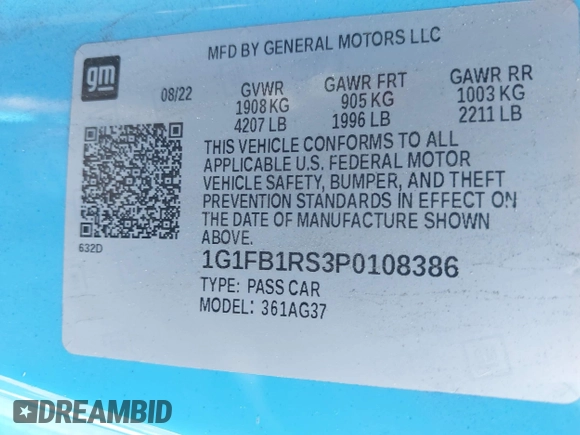 MFD BY GENERAL MOTORS LLC
gm
08/22
GVWR GAWR FRT GAWR RR
1908 KG 905 KG 1003 KG
4207 LB 1996 LB 2211 LB
THIS VEHICLE CONFORMS TO ALL
APPLICABLE U.S. FEDERAL MOTOR
VEHICLE SAFETY, BUMPER, AND THEFT
PREVENTION STANDARDS IN EFFECT ON
THE DATE OF MANUFACTURE SHOWN
ABOVE.
632D
1G1FB1RS3P0108386
TYPE: PASS CAR
MODEL: 361AG37
DREAMBID